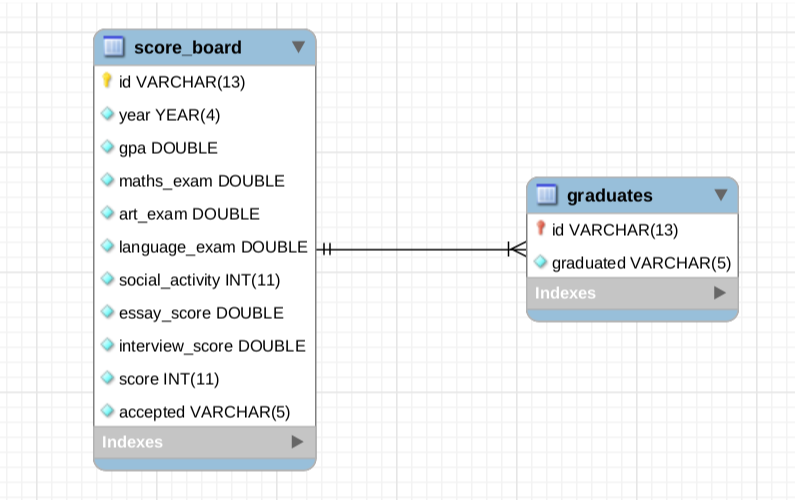 score_board
id VARCHAR(13)
year YEAR(4)
gpa DOUBLE
maths_exam DOUBLE
art_exam DOUBLE
language_exam DOUBLE
social_activity INT(11)
essay_score DOUBLE
interview_score DOUBLE
score INT(11)
accepted VARCHAR(5)
Indexes
graduates
id VARCHAR(13)
graduated VARCHAR(5)
Indexes